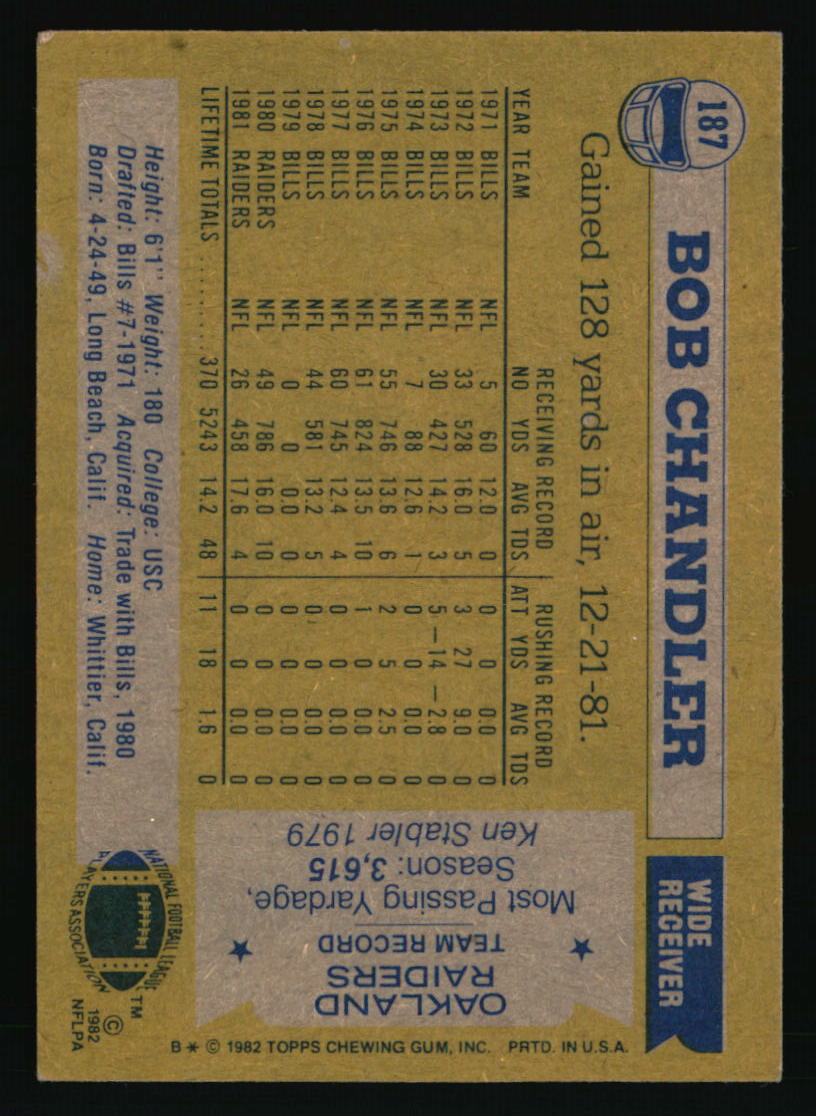 187
BOB CHANDLER
WIDE
RECEIVER
Gained 128 yards in air, 12-21-81.
RECEIVING RECORD RUSHING RECORD
YEAR TEAM NO YDS AVG TDS ATT YDS AVG TDS
1971 BILLS NFL 5 60 12.0 0 0 0 0.0 0
1972 BILLS NFL 33 528 16.0 5 3 27 9.0 0
1973 BILLS NFL 30 427 14.2 3 5 –14 –2.8 0
1974 BILLS NFL 7 88 12.6 1 0 0 0.0 0
1975 BILLS NFL 55 746 13.6 6 2 5 2.5 0
1976 BILLS NFL 61 824 13.5 10 1 0 0.0 0
1977 BILLS NFL 60 745 12.4 4 0 0 0.0 0
1978 BILLS NFL 44 581 13.2 5 0 0 0.0 0
1979 BILLS NFL 0 0 0.0 0 0 0 0.0 0
1980 RAIDERS NFL 49 786 16.0 10 0 0 0.0 0
1981 RAIDERS NFL 26 458 17.6 4 0 0 0.0 0
LIFETIME TOTALS .......... 370 5243 14.2 48 11 18 1.6 0
Height: 6'1" Weight: 180 College: USC
Drafted: Bills #7-1971 Acquired: Trade with Bills, 1980
Born: 4-24-49, Long Beach, Calif. Home: Whittier, Calif.
OAKLAND
RAIDERS
TEAM RECORD
Most Passing Yardage,
Season: 3,615
Ken Stabler 1979
NATIONAL FOOTBALL LEAGUE
PLAYERS ASSOCIATION
TM
© 1982
NFLPA
B* © 1982 TOPPS CHEWING GUM, INC. PRTD. IN U.S.A.